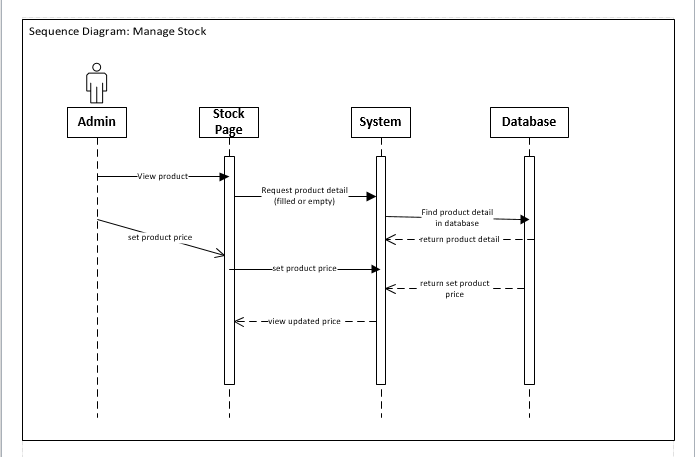 Sequence Diagram: Manage Stock
Admin
Stock
Page
System
Database
View product
Request product detail
(filled or empty)
Find product detail
in database
set product price
return product detail
set product price
return set product
price
view updated price